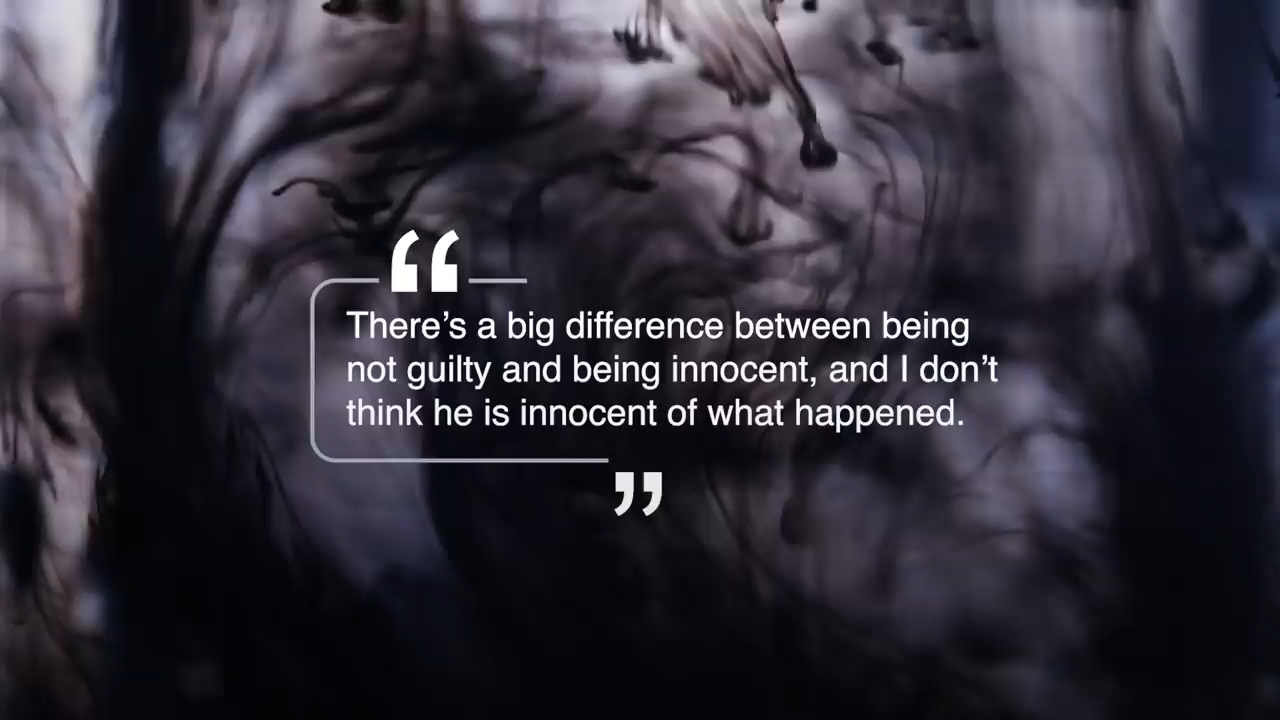 “
There’s a big difference between being
not guilty and being innocent, and I don’t
think he is innocent of what happened.
”